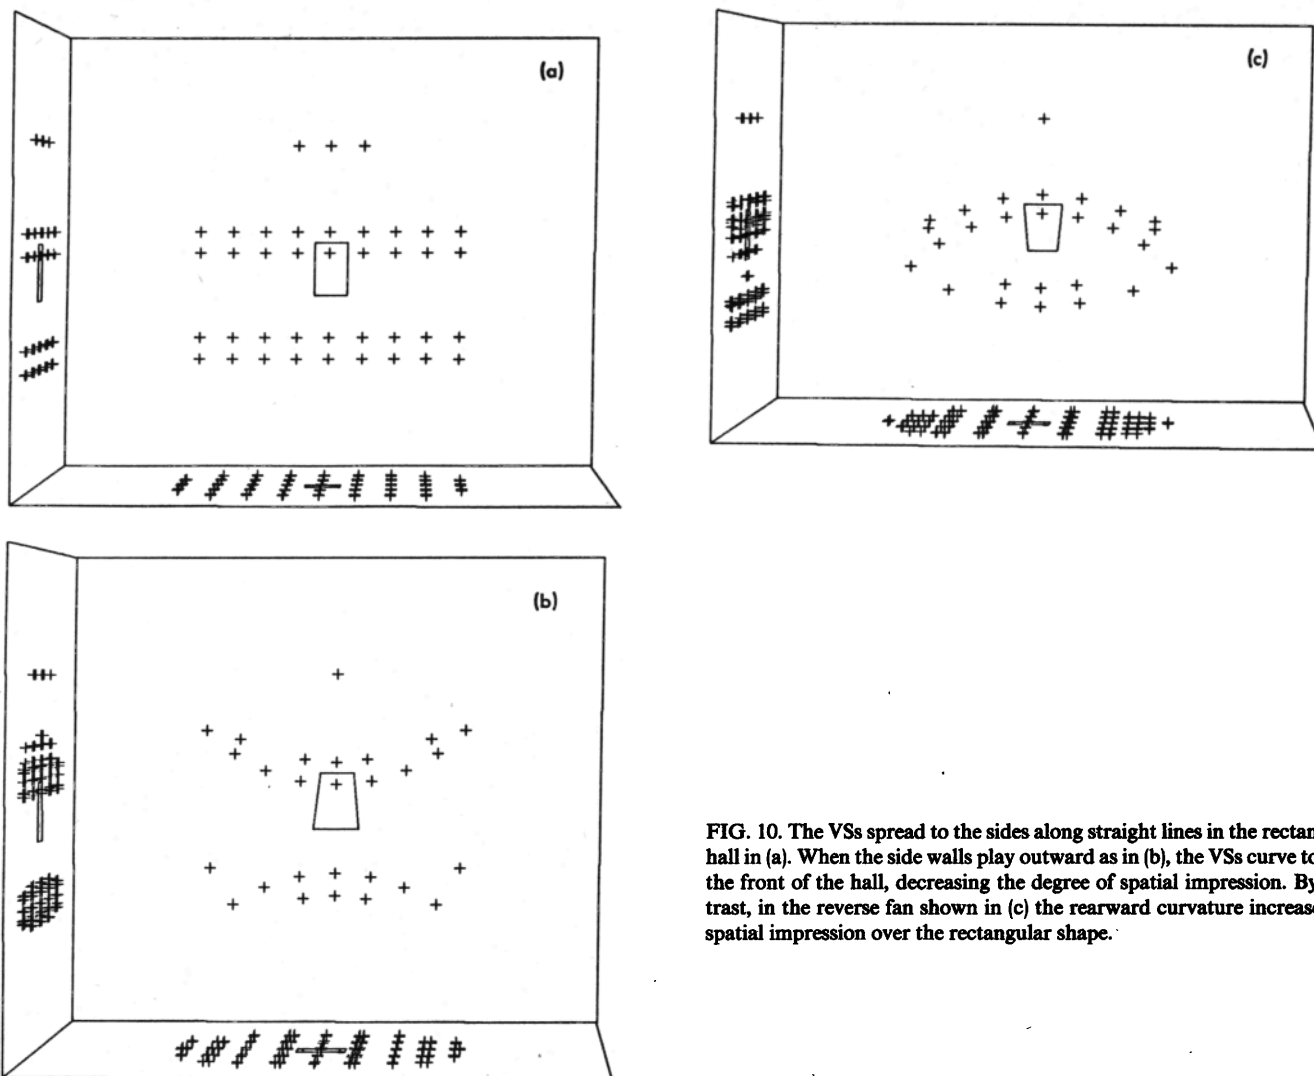 (a)
(c)
(b)
FIG. 10. The VSs spread to the sides along straight lines in the rectan
hall in (a). When the side walls play outward as in (b), the VSs curve to
the front of the hall, decreasing the degree of spatial impression. By
trast, in the reverse fan shown in (c) the rearward curvature increase
spatial impression over the rectangular shape.